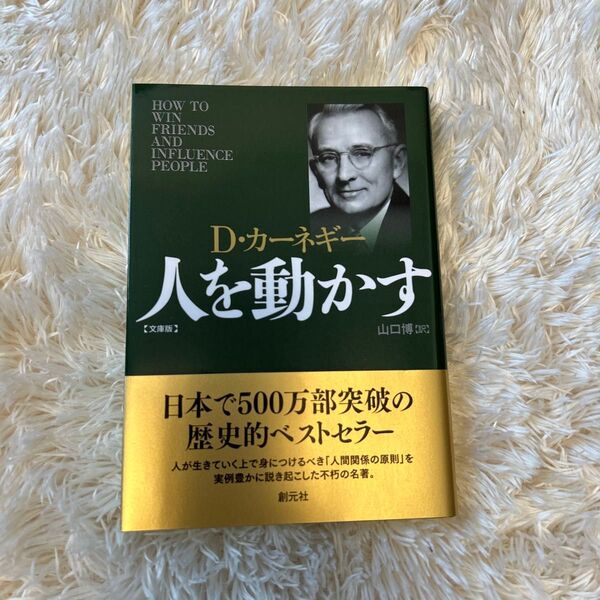 HOW TO
WIN
FRIENDS
AND
INFLUENCE
PEOPLE
D・カーネギー
人を動かす
【文庫版】
山口博【訳】
日本で500万部突破の
歴史的ベストセラー
人が生きていく上で身につけるべき「人間関係の原則」を
実例豊かに説き起こした不朽の名著。
創元社